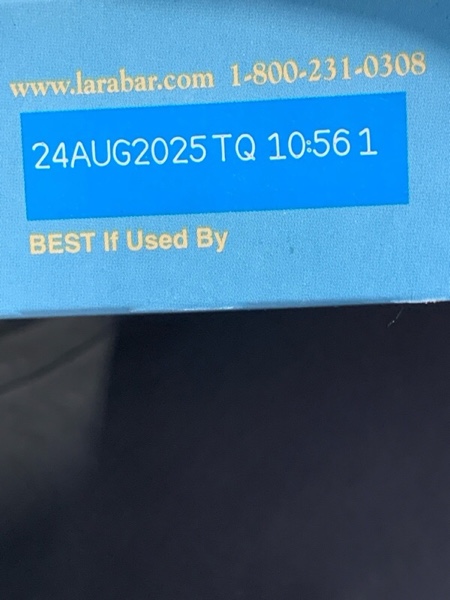 www.larabar.com 1-800-231-0308
24AUG2025 TQ 10:56 1
BEST If Used By